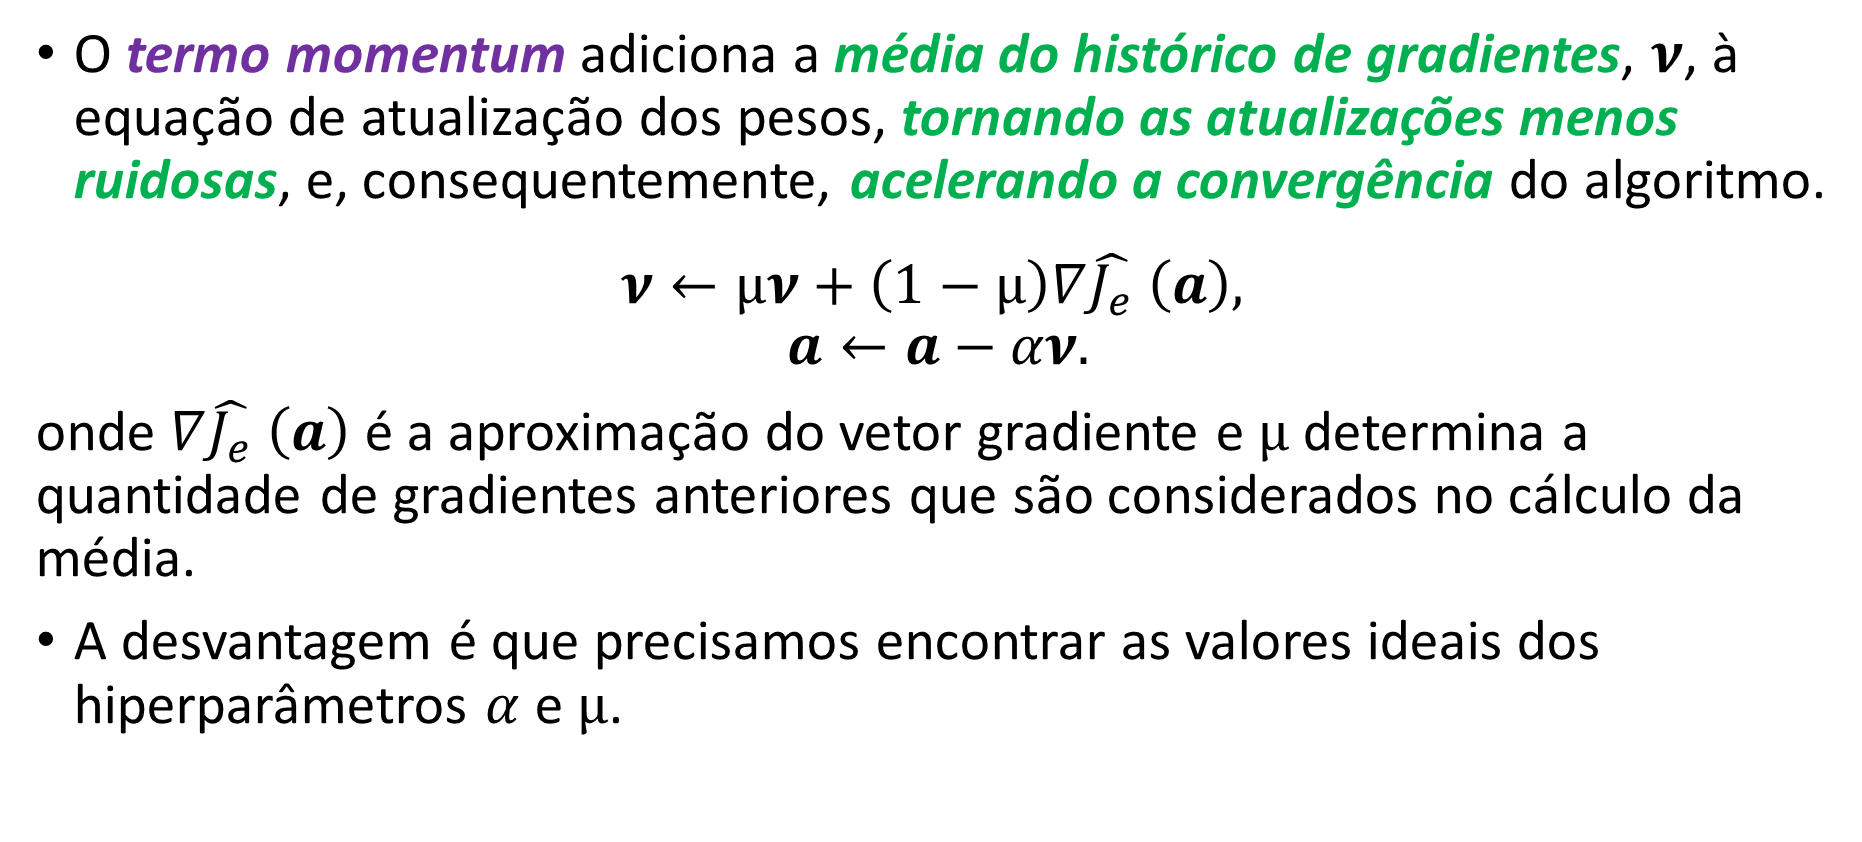 • O termo momentum adiciona a média do histórico de gradientes, 𝝂, à
equação de atualização dos pesos, tornando as atualizações menos
ruidosas, e, consequentemente, acelerando a convergência do algoritmo.
𝝂 ← μ𝝂 + (1 − μ)∇Ĵₑ (𝒂),
𝒂 ← 𝒂 − 𝛼𝝂.
onde ∇Ĵₑ (𝒂) é a aproximação do vetor gradiente e μ determina a
quantidade de gradientes anteriores que são considerados no cálculo da
média.
• A desvantagem é que precisamos encontrar as valores ideais dos
hiperparâmetros 𝛼 e μ.